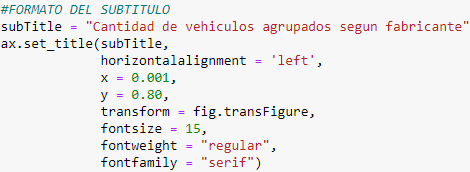 #FORMATO DEL SUBTITULO
subTitle = "Cantidad de vehiculos agrupados segun fabricante"
ax.set_title(subTitle,
             horizontalalignment = 'left',
             x = 0.001,
             y = 0.80,
             transform = fig.transFigure,
             fontsize = 15,
             fontweight = "regular",
             fontfamily = "serif")